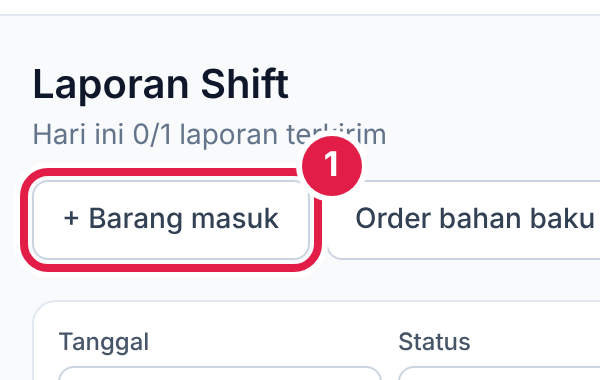 Laporan Shift
Hari ini 0/1 laporan terkirim
1
+ Barang masuk
Order bahan baku
Tanggal
Status